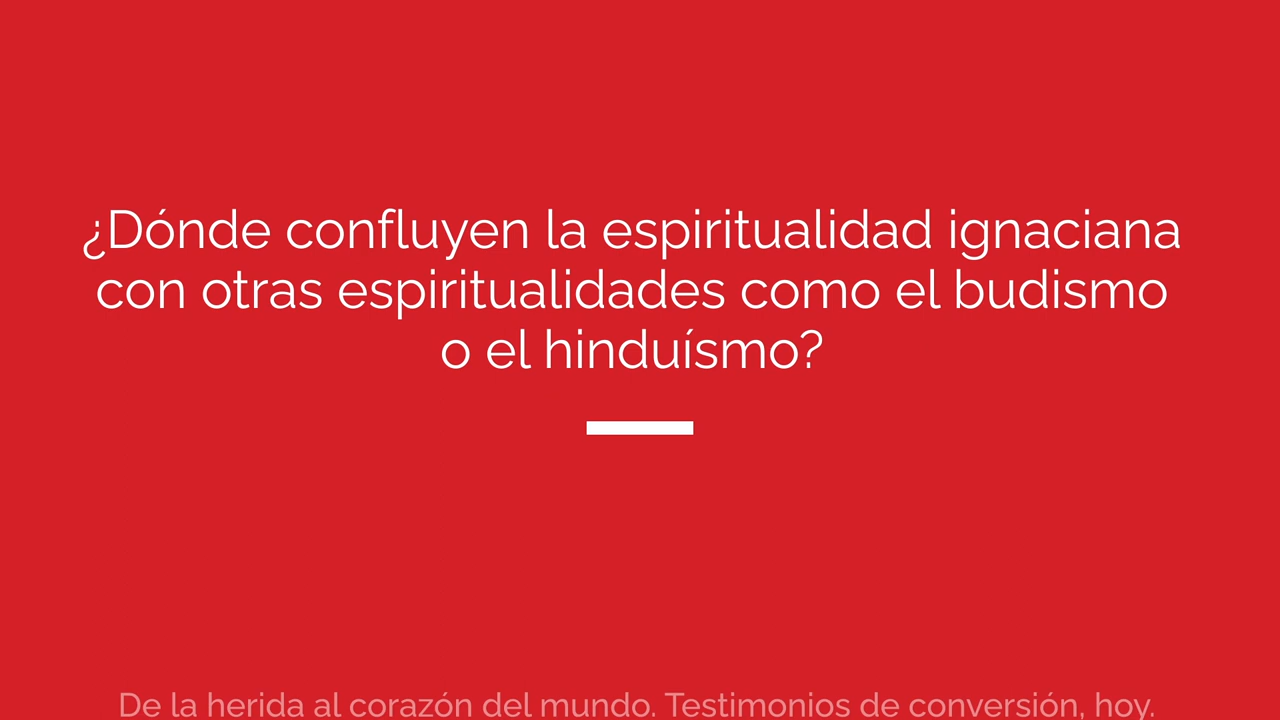 ¿Dónde confluyen la espiritualidad ignaciana
con otras espiritualidades como el budismo
o el hinduísmo?
De la herida al corazón del mundo. Testimonios de conversión, hoy.